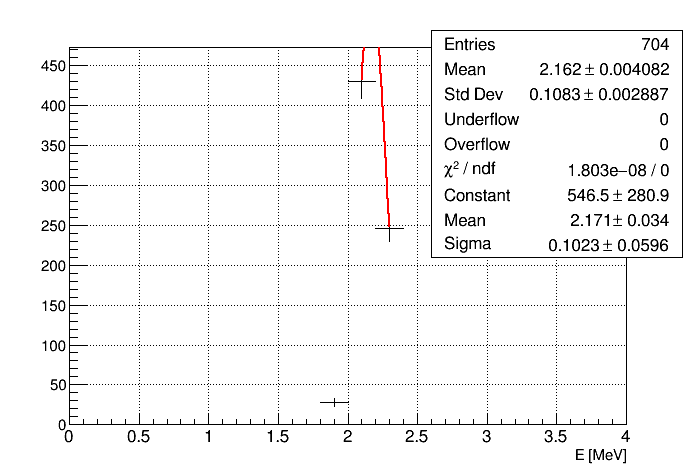 Entries 704
Mean 2.162 ± 0.004082
Std Dev 0.1083 ± 0.002887
Underflow 0
Overflow 0
χ² / ndf 1.803e−08 / 0
Constant 546.5 ± 280.9
Mean 2.171 ± 0.034
Sigma 0.1023 ± 0.0596
450
400
350
300
250
200
150
100
50
0
0 0.5 1 1.5 2 2.5 3 3.5 4
E [MeV]